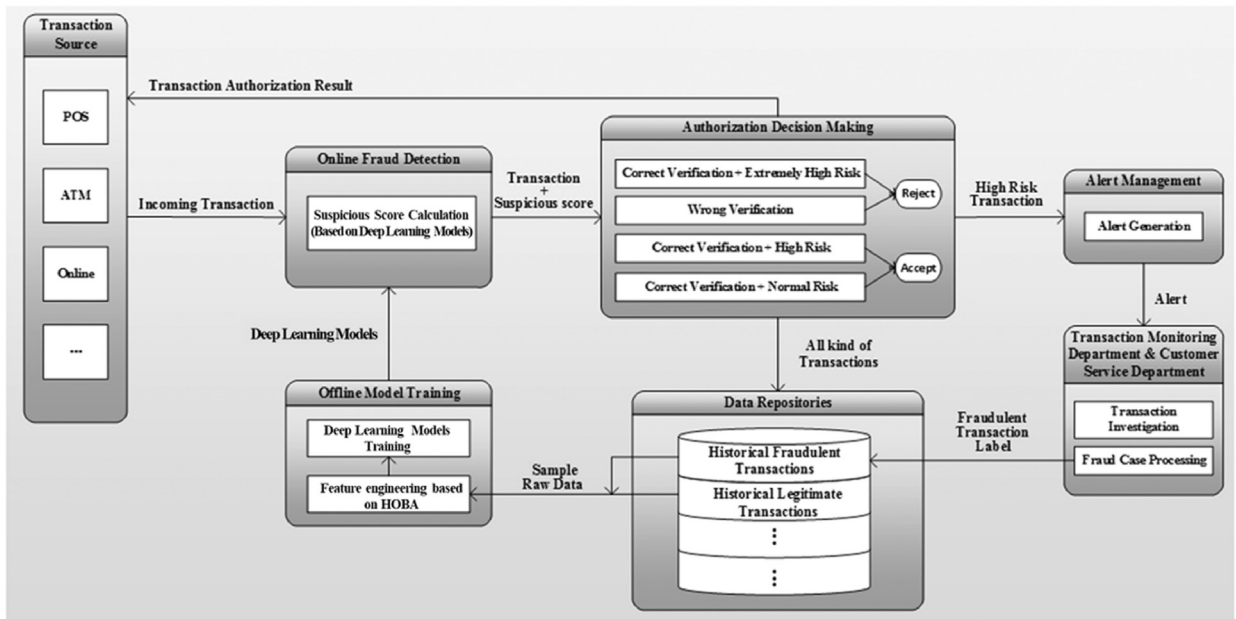 Transaction
Source
POS
ATM
Online
...
Transaction Authorization Result
Incoming Transaction
Online Fraud Detection
Suspicious Score Calculation
(Based on Deep Learning Models)
Transaction
+
Suspicious score
Authorization Decision Making
Correct Verification + Extremely High Risk
Wrong Verification
Reject
Correct Verification + High Risk
Correct Verification + Normal Risk
Accept
High Risk
Transaction
Alert Management
Alert Generation
Alert
Transaction Monitoring
Department & Customer
Service Department
Transaction
Investigation
Fraud Case Processing
Fraudulent
Transaction
Label
All kind of
Transactions
Data Repositories
Historical Fraudulent
Transactions
Historical Legitimate
Transactions
⋮
⋮
Sample
Raw Data
Offline Model Training
Deep Learning Models
Training
Feature engineering based
on HOBA
Deep Learning Models